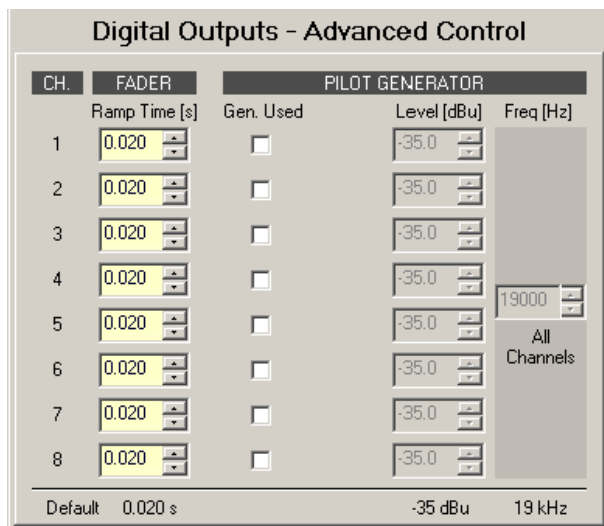 Digital Outputs - Advanced Control
CH. FADER PILOT GENERATOR
Ramp Time [s] Gen. Used Level [dBu] Freq [Hz]
1 0.020 -35.0
2 0.020 -35.0
3 0.020 -35.0
4 0.020 -35.0
19000
5 0.020 -35.0
All
Channels
6 0.020 -35.0
7 0.020 -35.0
8 0.020 -35.0
Default 0.020 s -35 dBu 19 kHz